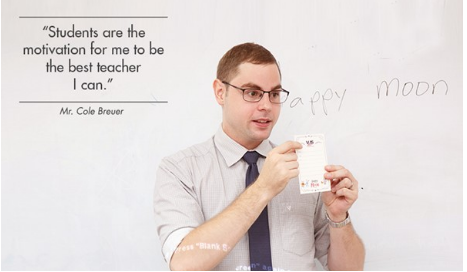 “Students are the
motivation for me to be
the best teacher
I can.”
Mr. Cole Breuer
appy moon